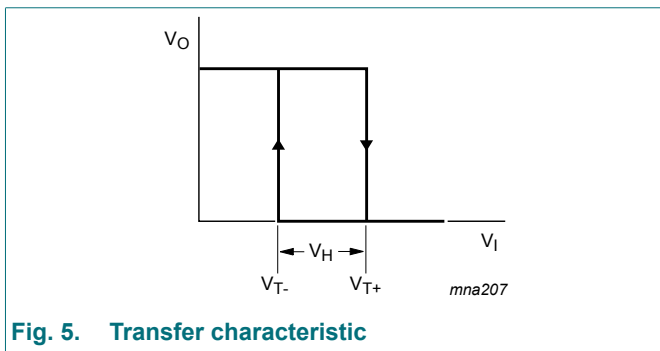 VO
VH
VI
VT- VT+
mna207
Fig. 5. Transfer characteristic